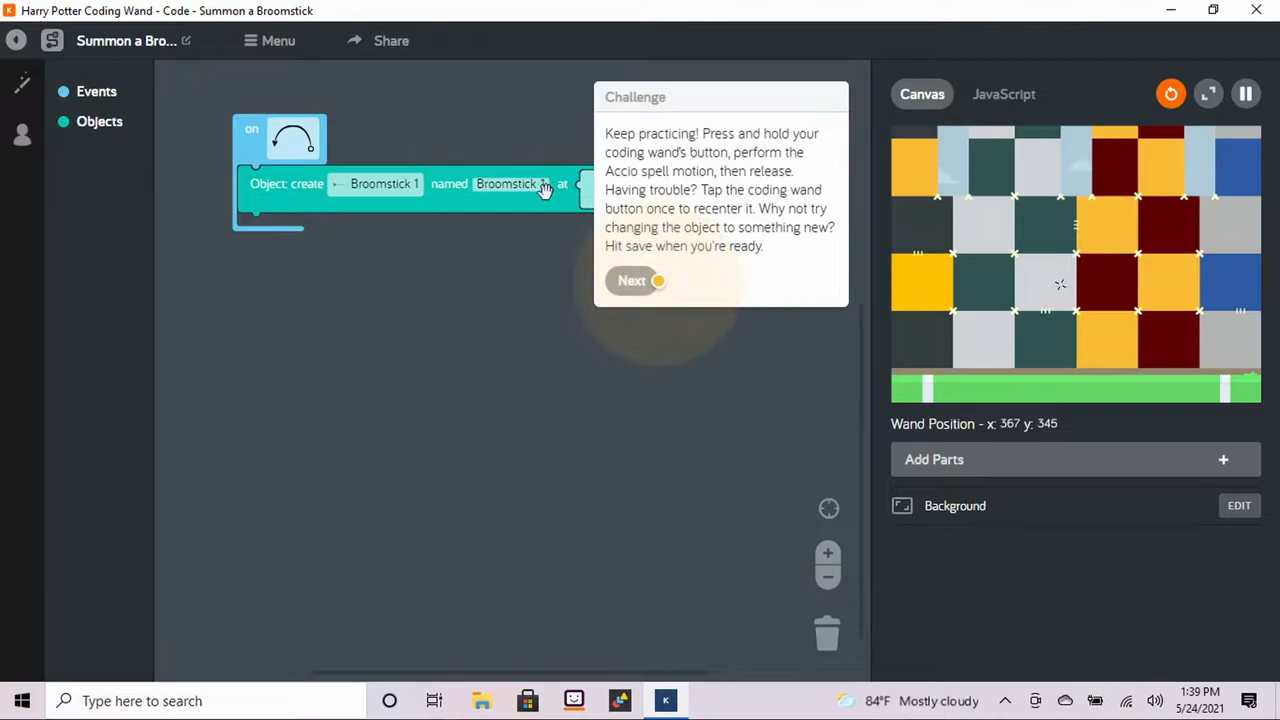 Harry Potter Coding Wand - Code - Summon a Broomstick
Summon a Bro...
Menu
Share
Events
Objects
on
Object: create Broomstick 1 named Broomstick 1 at
Challenge
Keep practicing! Press and hold your
coding wand's button, perform the
Accio spell motion, then release.
Having trouble? Tap the coding wand
button once to recenter it. Why not try
changing the object to something new?
Hit save when you're ready.
Next
Canvas
JavaScript
Wand Position - x: 367 y: 345
Add Parts +
Background
EDIT
Type here to search
K
84°F Mostly cloudy
1:39 PM
5/24/2021